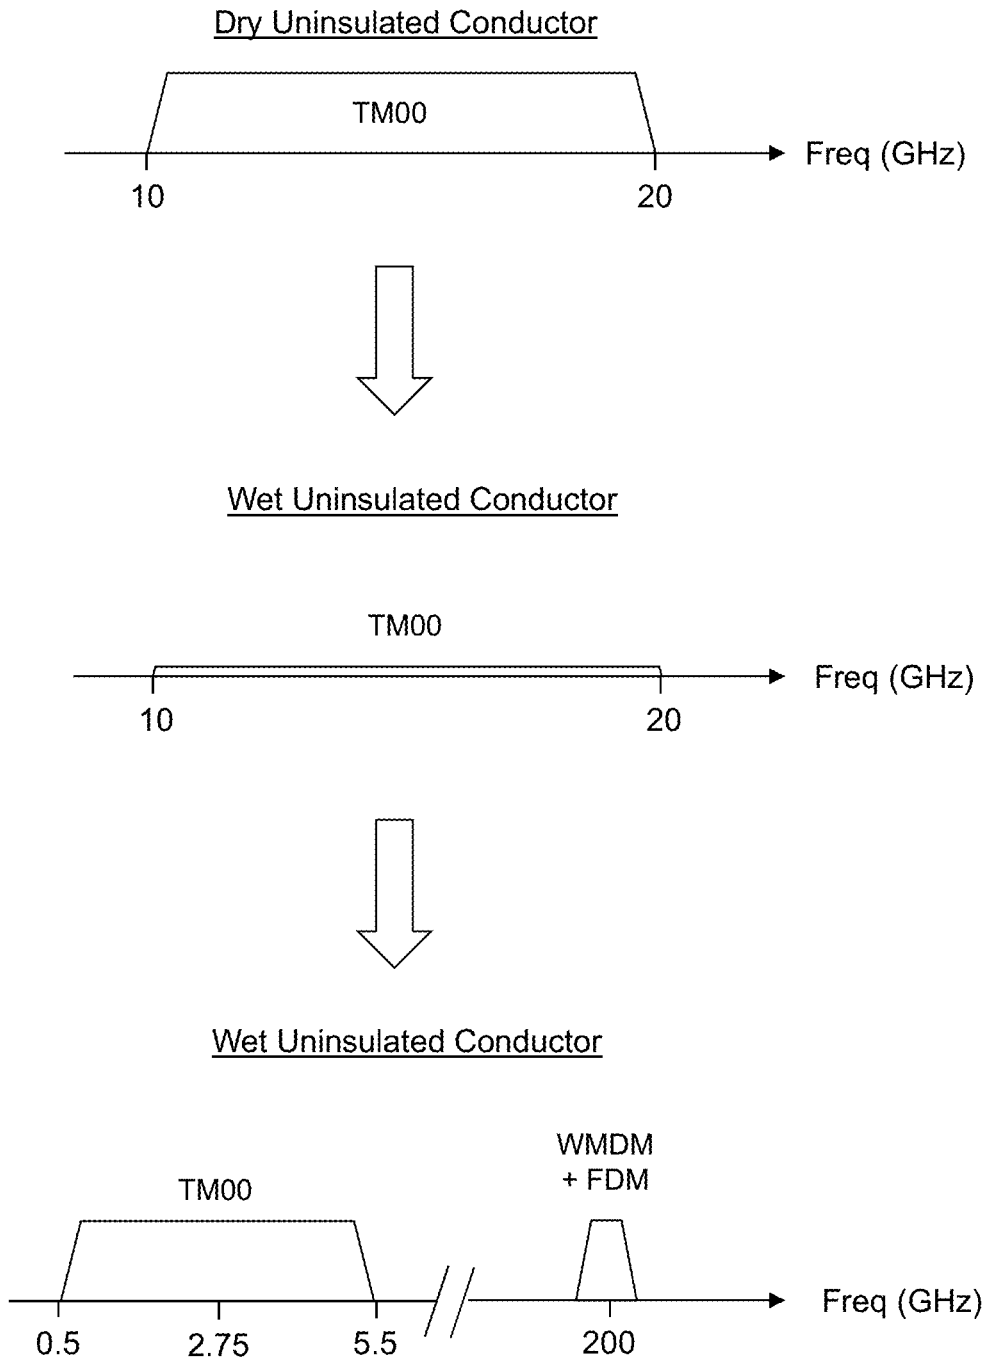 Dry Uninsulated Conductor
TM00
Freq (GHz)
10 20
Wet Uninsulated Conductor
TM00
Freq (GHz)
10 20
Wet Uninsulated Conductor
WMDM
+ FDM
TM00
Freq (GHz)
0.5 2.75 5.5 200